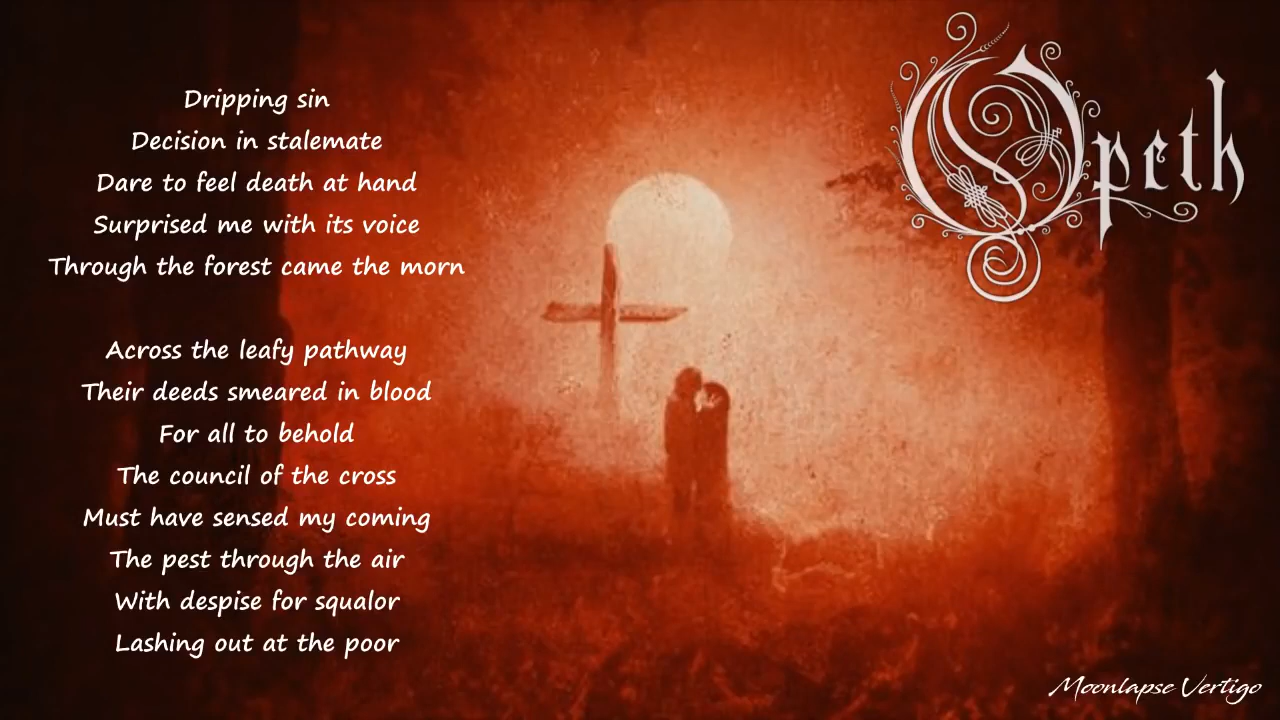 Opeth
Dripping sin
Decision in stalemate
Dare to feel death at hand
Surprised me with its voice
Through the forest came the morn
Across the leafy pathway
Their deeds smeared in blood
For all to behold
The council of the cross
Must have sensed my coming
The pest through the air
With despise for squalor
Lashing out at the poor
Moonlapse Vertigo